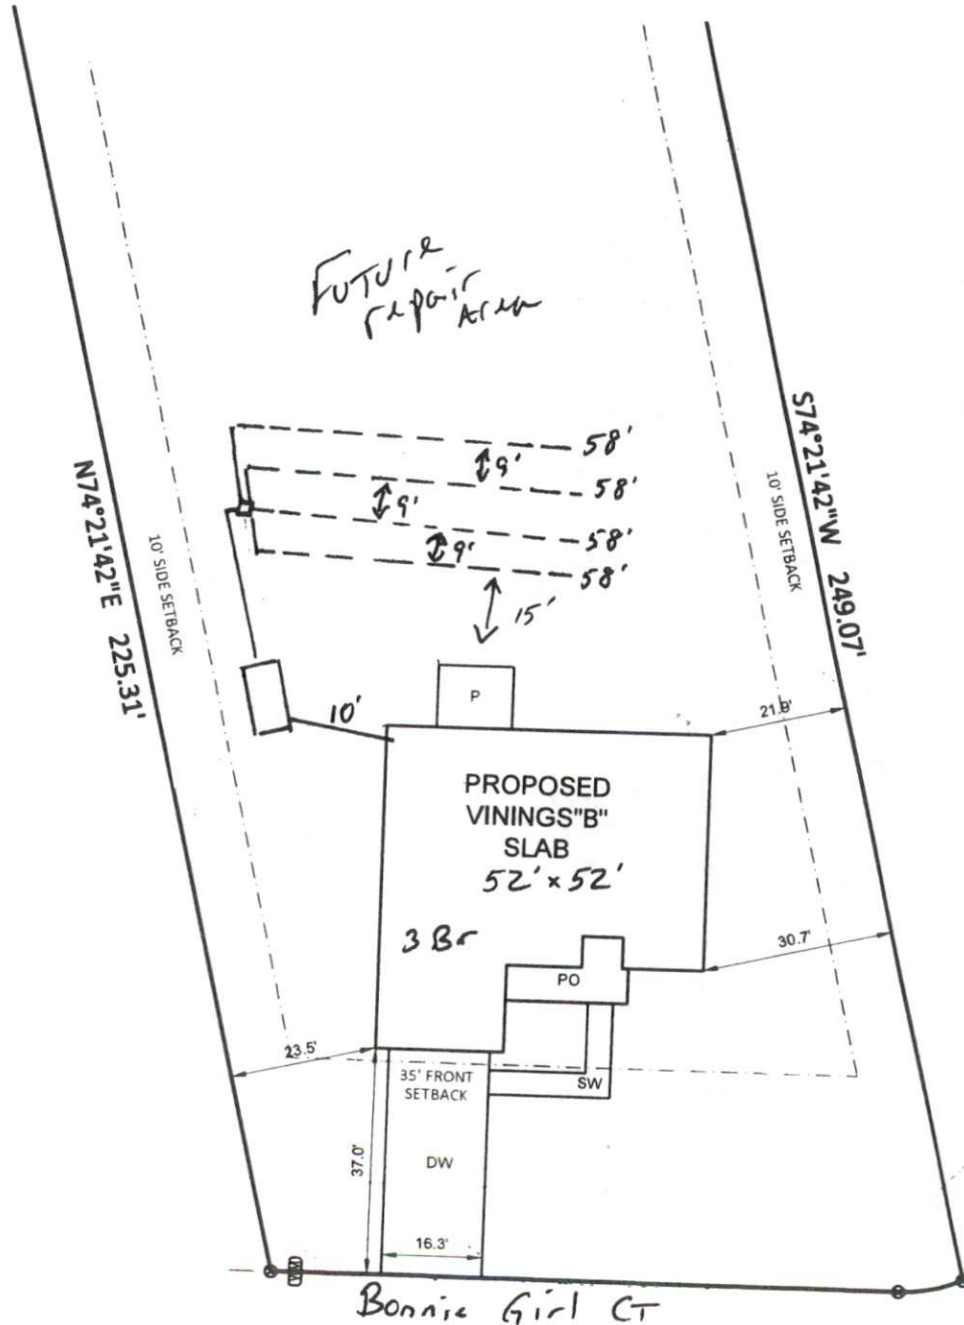 Future
repair
Area
58'
9'
58'
9'
58'
9'
58'
15'
S74°21'42"W 249.07'
10' SIDE SETBACK
N74°21'42"E 225.31'
10' SIDE SETBACK
10'
P
21.9'
PROPOSED
VININGS"B"
SLAB
52' x 52'
3 Br
30.7'
PO
23.5'
35' FRONT
SETBACK
SW
37.0'
DW
16.3'
Bonnie Girl CT